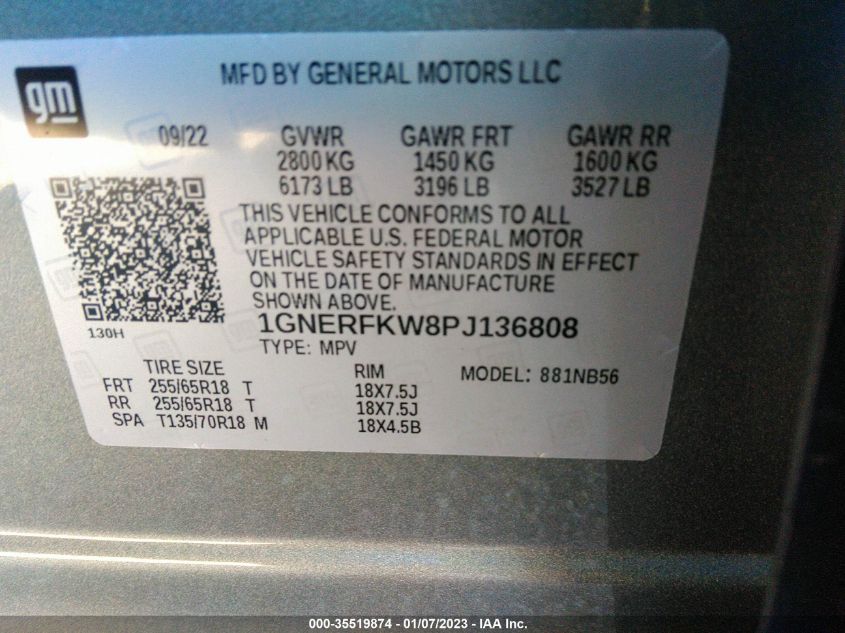 gm
MFD BY GENERAL MOTORS LLC
09/22 GVWR GAWR FRT GAWR RR
2800 KG 1450 KG 1600 KG
6173 LB 3196 LB 3527 LB
THIS VEHICLE CONFORMS TO ALL
APPLICABLE U.S. FEDERAL MOTOR
VEHICLE SAFETY STANDARDS IN EFFECT
ON THE DATE OF MANUFACTURE
SHOWN ABOVE.
130H
1GNERFKW8PJ136808
TYPE: MPV
TIRE SIZE RIM MODEL: 881NB56
FRT 255/65R18 T 18X7.5J
RR 255/65R18 T 18X7.5J
SPA T135/70R18 M 18X4.5B
000-35519874 - 01/07/2023 - IAA Inc.